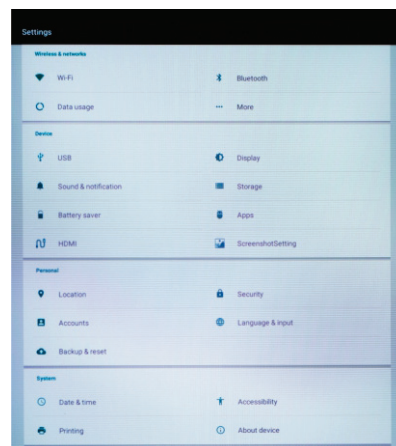 Settings
Wireless & networks
Wi-Fi
Bluetooth
Data usage
More
Device
USB
Display
Sound & notification
Storage
Battery saver
Apps
HDMI
ScreenshotSetting
Personal
Location
Security
Accounts
Language & input
Backup & reset
System
Date & time
Accessibility
Printing
About device